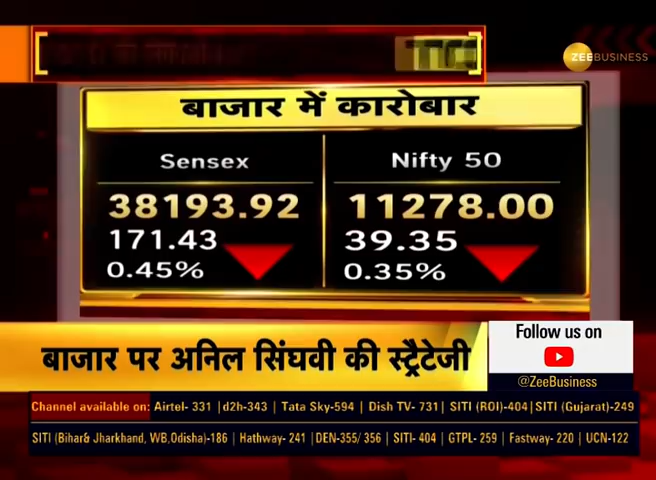 ZEEBUSINESS
बाजार में कारोबार
Sensex
38193.92
171.43
0.45%
Nifty 50
11278.00
39.35
0.35%
बाजार पर अनिल सिंघवी की स्ट्रैटेजी
Follow us on
@ZeeBusiness
Channel available on: Airtel- 331 |d2h-343 | Tata Sky-594 | Dish TV- 731| SITI (ROI)-404|SITI (Gujarat)-249
SITI (Bihar& Jharkhand, WB,Odisha)-186 | Hathway- 241 |DEN-355/ 356 | SITI- 404 | GTPL- 259 | Fastway- 220 | UCN-122